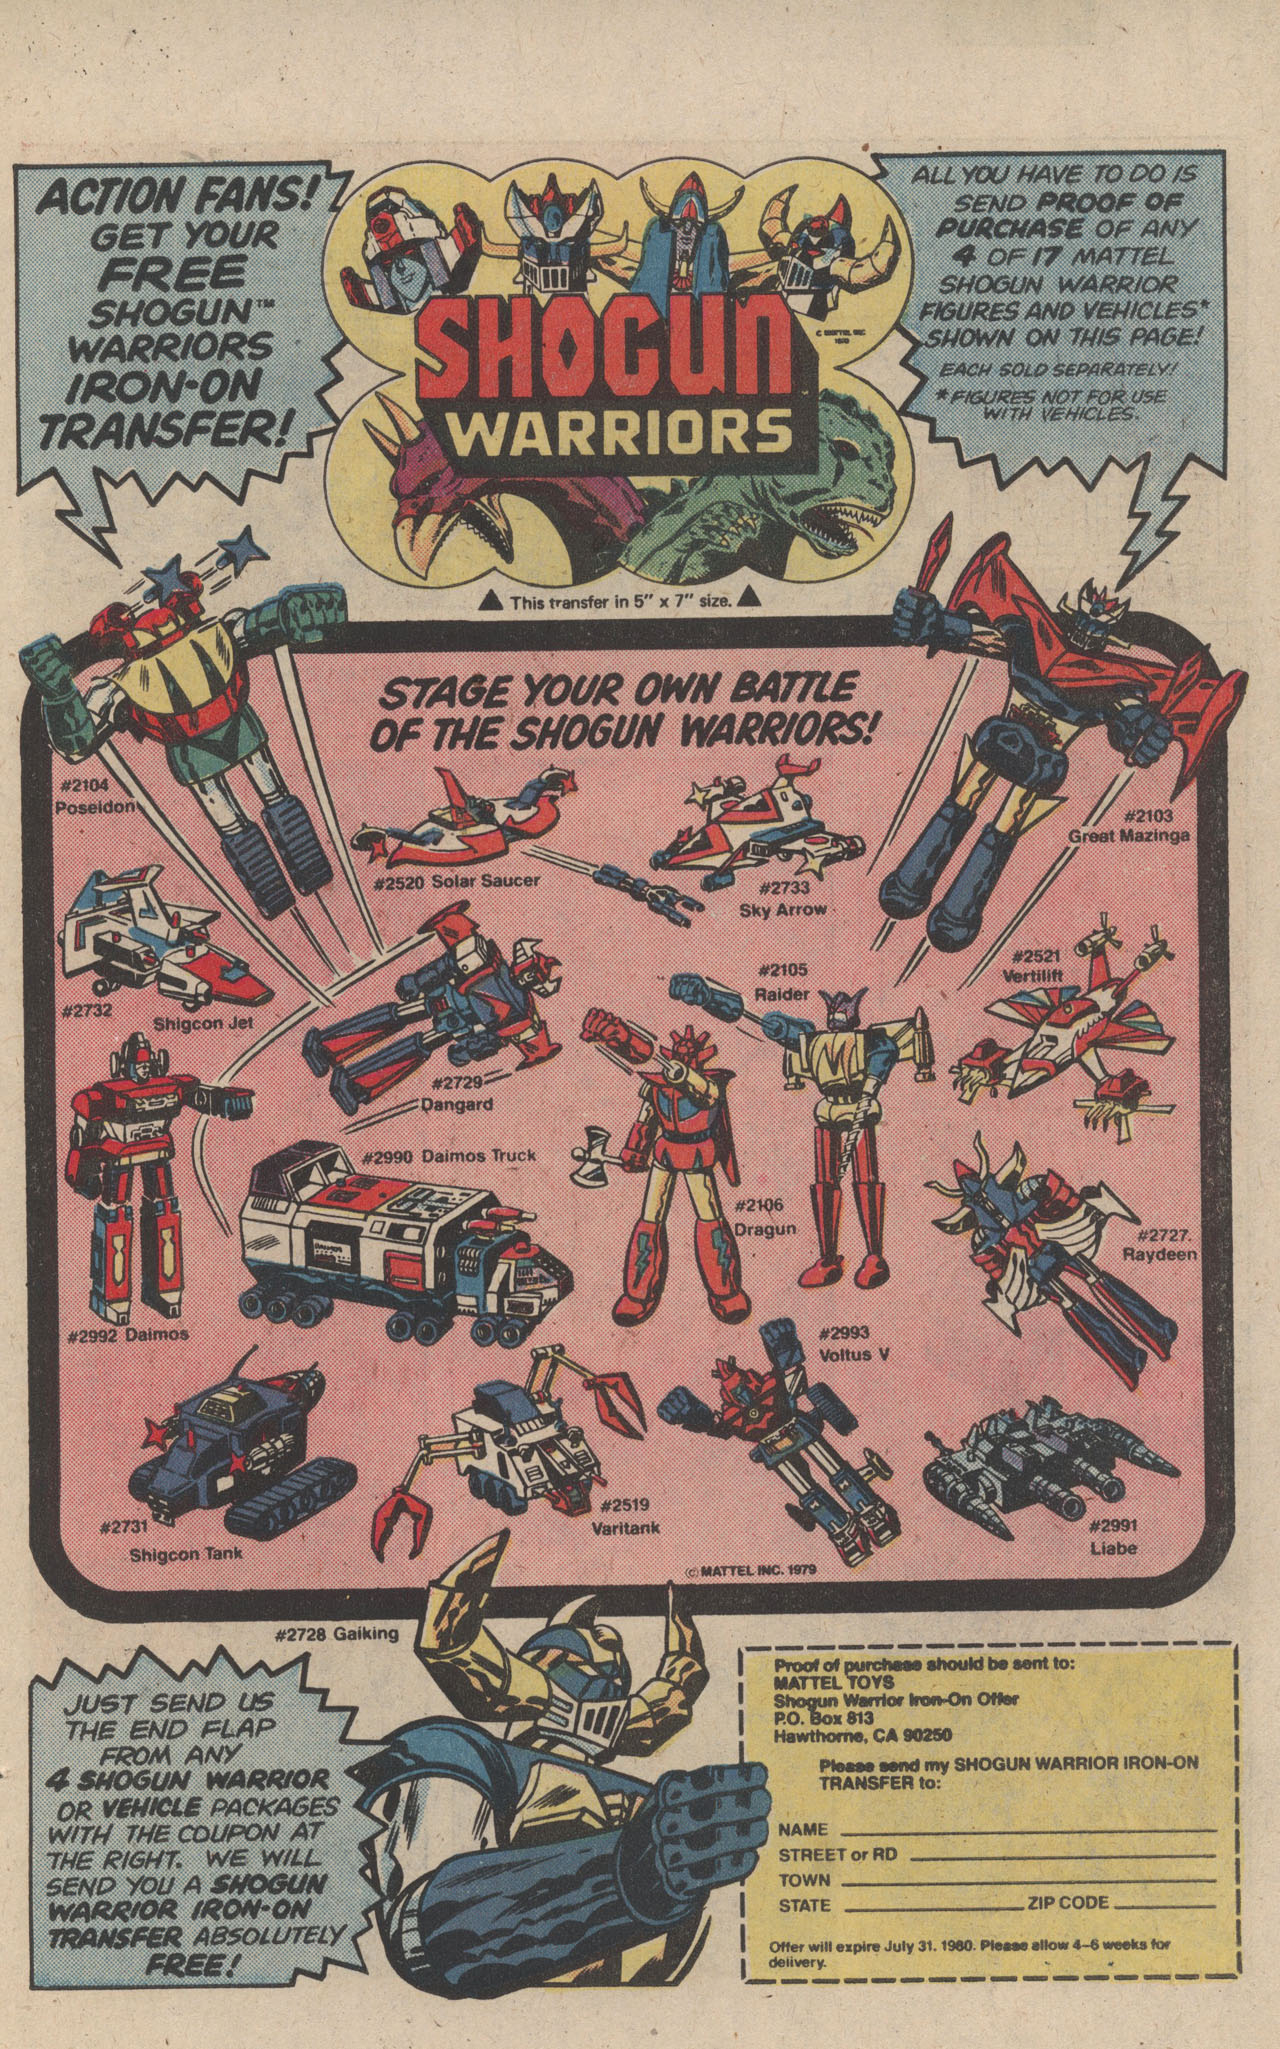 ACTION FANS!
GET YOUR
FREE
SHOGUN™
WARRIORS
IRON-ON
TRANSFER!
SHOGUN
WARRIORS
© MATTEL INC.
ALL YOU HAVE TO DO IS
SEND PROOF OF
PURCHASE OF ANY
4 OF 17 MATTEL
SHOGUN WARRIOR
FIGURES AND VEHICLES*
SHOWN ON THIS PAGE!
EACH SOLD SEPARATELY!
*FIGURES NOT FOR USE
WITH VEHICLES.
▲ This transfer in 5" x 7" size. ▲
STAGE YOUR OWN BATTLE
OF THE SHOGUN WARRIORS!
#2104
Poseidon
#2103
Great Mazinga
#2520 Solar Saucer
#2733
Sky Arrow
#2732
Shigcon Jet
#2729
Dangard
#2105
Raider
#2521
Vertilift
#2990 Daimos Truck
#2106
Dragun
#2727.
Raydeen
#2992 Daimos
#2993
Voltus V
#2731
Shigcon Tank
#2519
Varitank
#2991
Liabe
© MATTEL INC. 1979
#2728 Gaiking
JUST SEND US
THE END FLAP
FROM ANY
4 SHOGUN WARRIOR
OR VEHICLE PACKAGES
WITH THE COUPON AT
THE RIGHT. WE WILL
SEND YOU A SHOGUN
WARRIOR IRON-ON
TRANSFER ABSOLUTELY
FREE!
Proof of purchase should be sent to:
MATTEL TOYS
Shogun Warrior Iron-On Offer
P.O. Box 813
Hawthorne, CA 90250
Please send my SHOGUN WARRIOR IRON-ON
TRANSFER to:
NAME
STREET or RD
TOWN
STATE ZIP CODE
Offer will expire July 31, 1980. Please allow 4-6 weeks for
delivery.